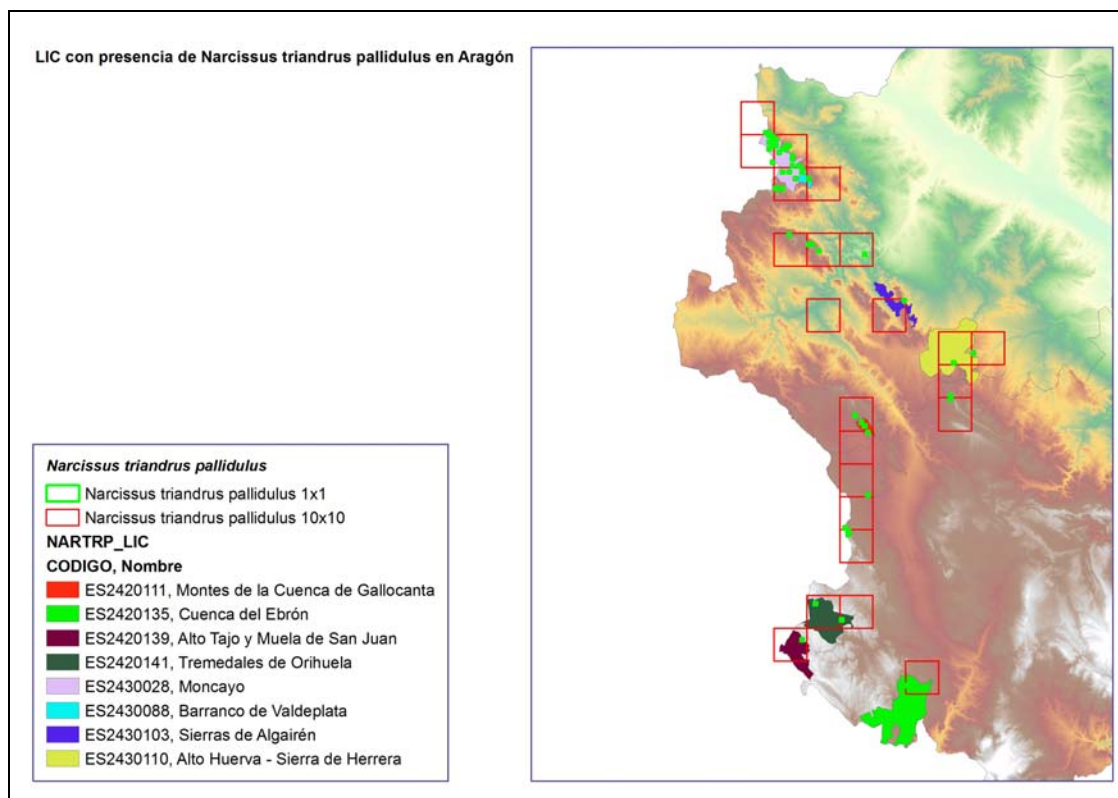 LIC con presencia de Narcissus triandrus pallidulus en Aragón
Narcissus triandrus pallidulus
Narcissus triandrus pallidulus 1x1
Narcissus triandrus pallidulus 10x10
NARTRP_LIC
CODIGO, Nombre
ES2420111, Montes de la Cuenca de Gallocanta
ES2420135, Cuenca del Ebrón
ES2420139, Alto Tajo y Muela de San Juan
ES2420141, Tremedales de Orihuela
ES2430028, Moncayo
ES2430088, Barranco de Valdeplata
ES2430103, Sierras de Algairén
ES2430110, Alto Huerva - Sierra de Herrera